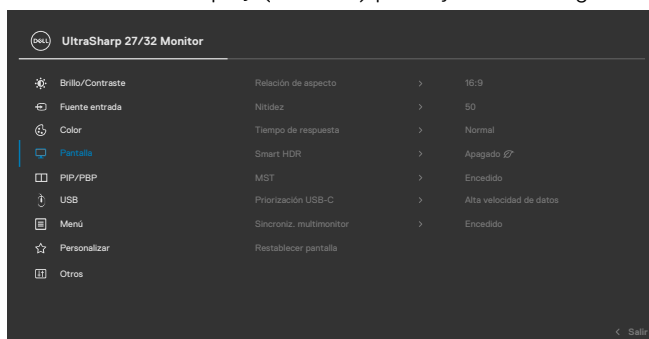 DELL UltraSharp 27/32 Monitor
Brillo/Contraste Relación de aspecto > 16:9
Fuente entrada Nitidez > 50
Color Tiempo de respuesta > Normal
Pantalla Smart HDR > Apagado
PIP/PBP MST > Encedido
USB Priorización USB-C > Alta velocidad de datos
Menú Sincroniz. multimonitor > Encedido
Personalizar Restablecer pantalla
Otros
< Salir